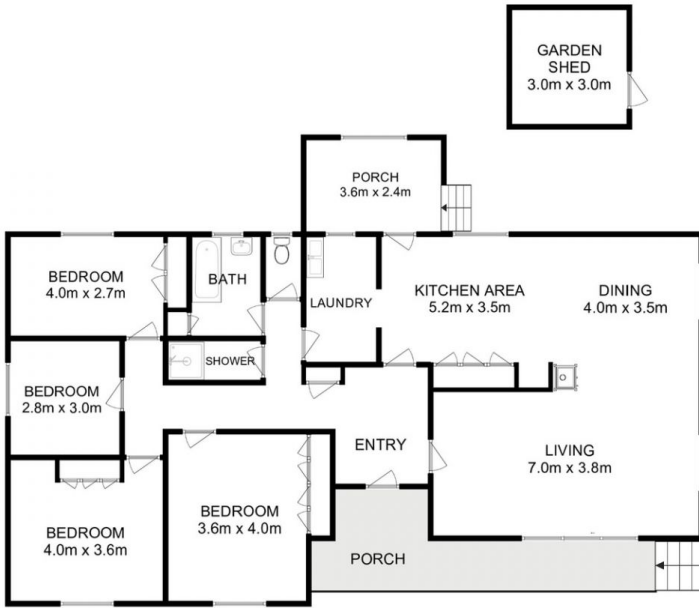 GARDEN
SHED
3.0m x 3.0m
PORCH
3.6m x 2.4m
BEDROOM
4.0m x 2.7m
BATH
LAUNDRY
KITCHEN AREA
5.2m x 3.5m
DINING
4.0m x 3.5m
SHOWER
BEDROOM
2.8m x 3.0m
ENTRY
LIVING
7.0m x 3.8m
BEDROOM
3.6m x 4.0m
BEDROOM
4.0m x 3.6m
PORCH